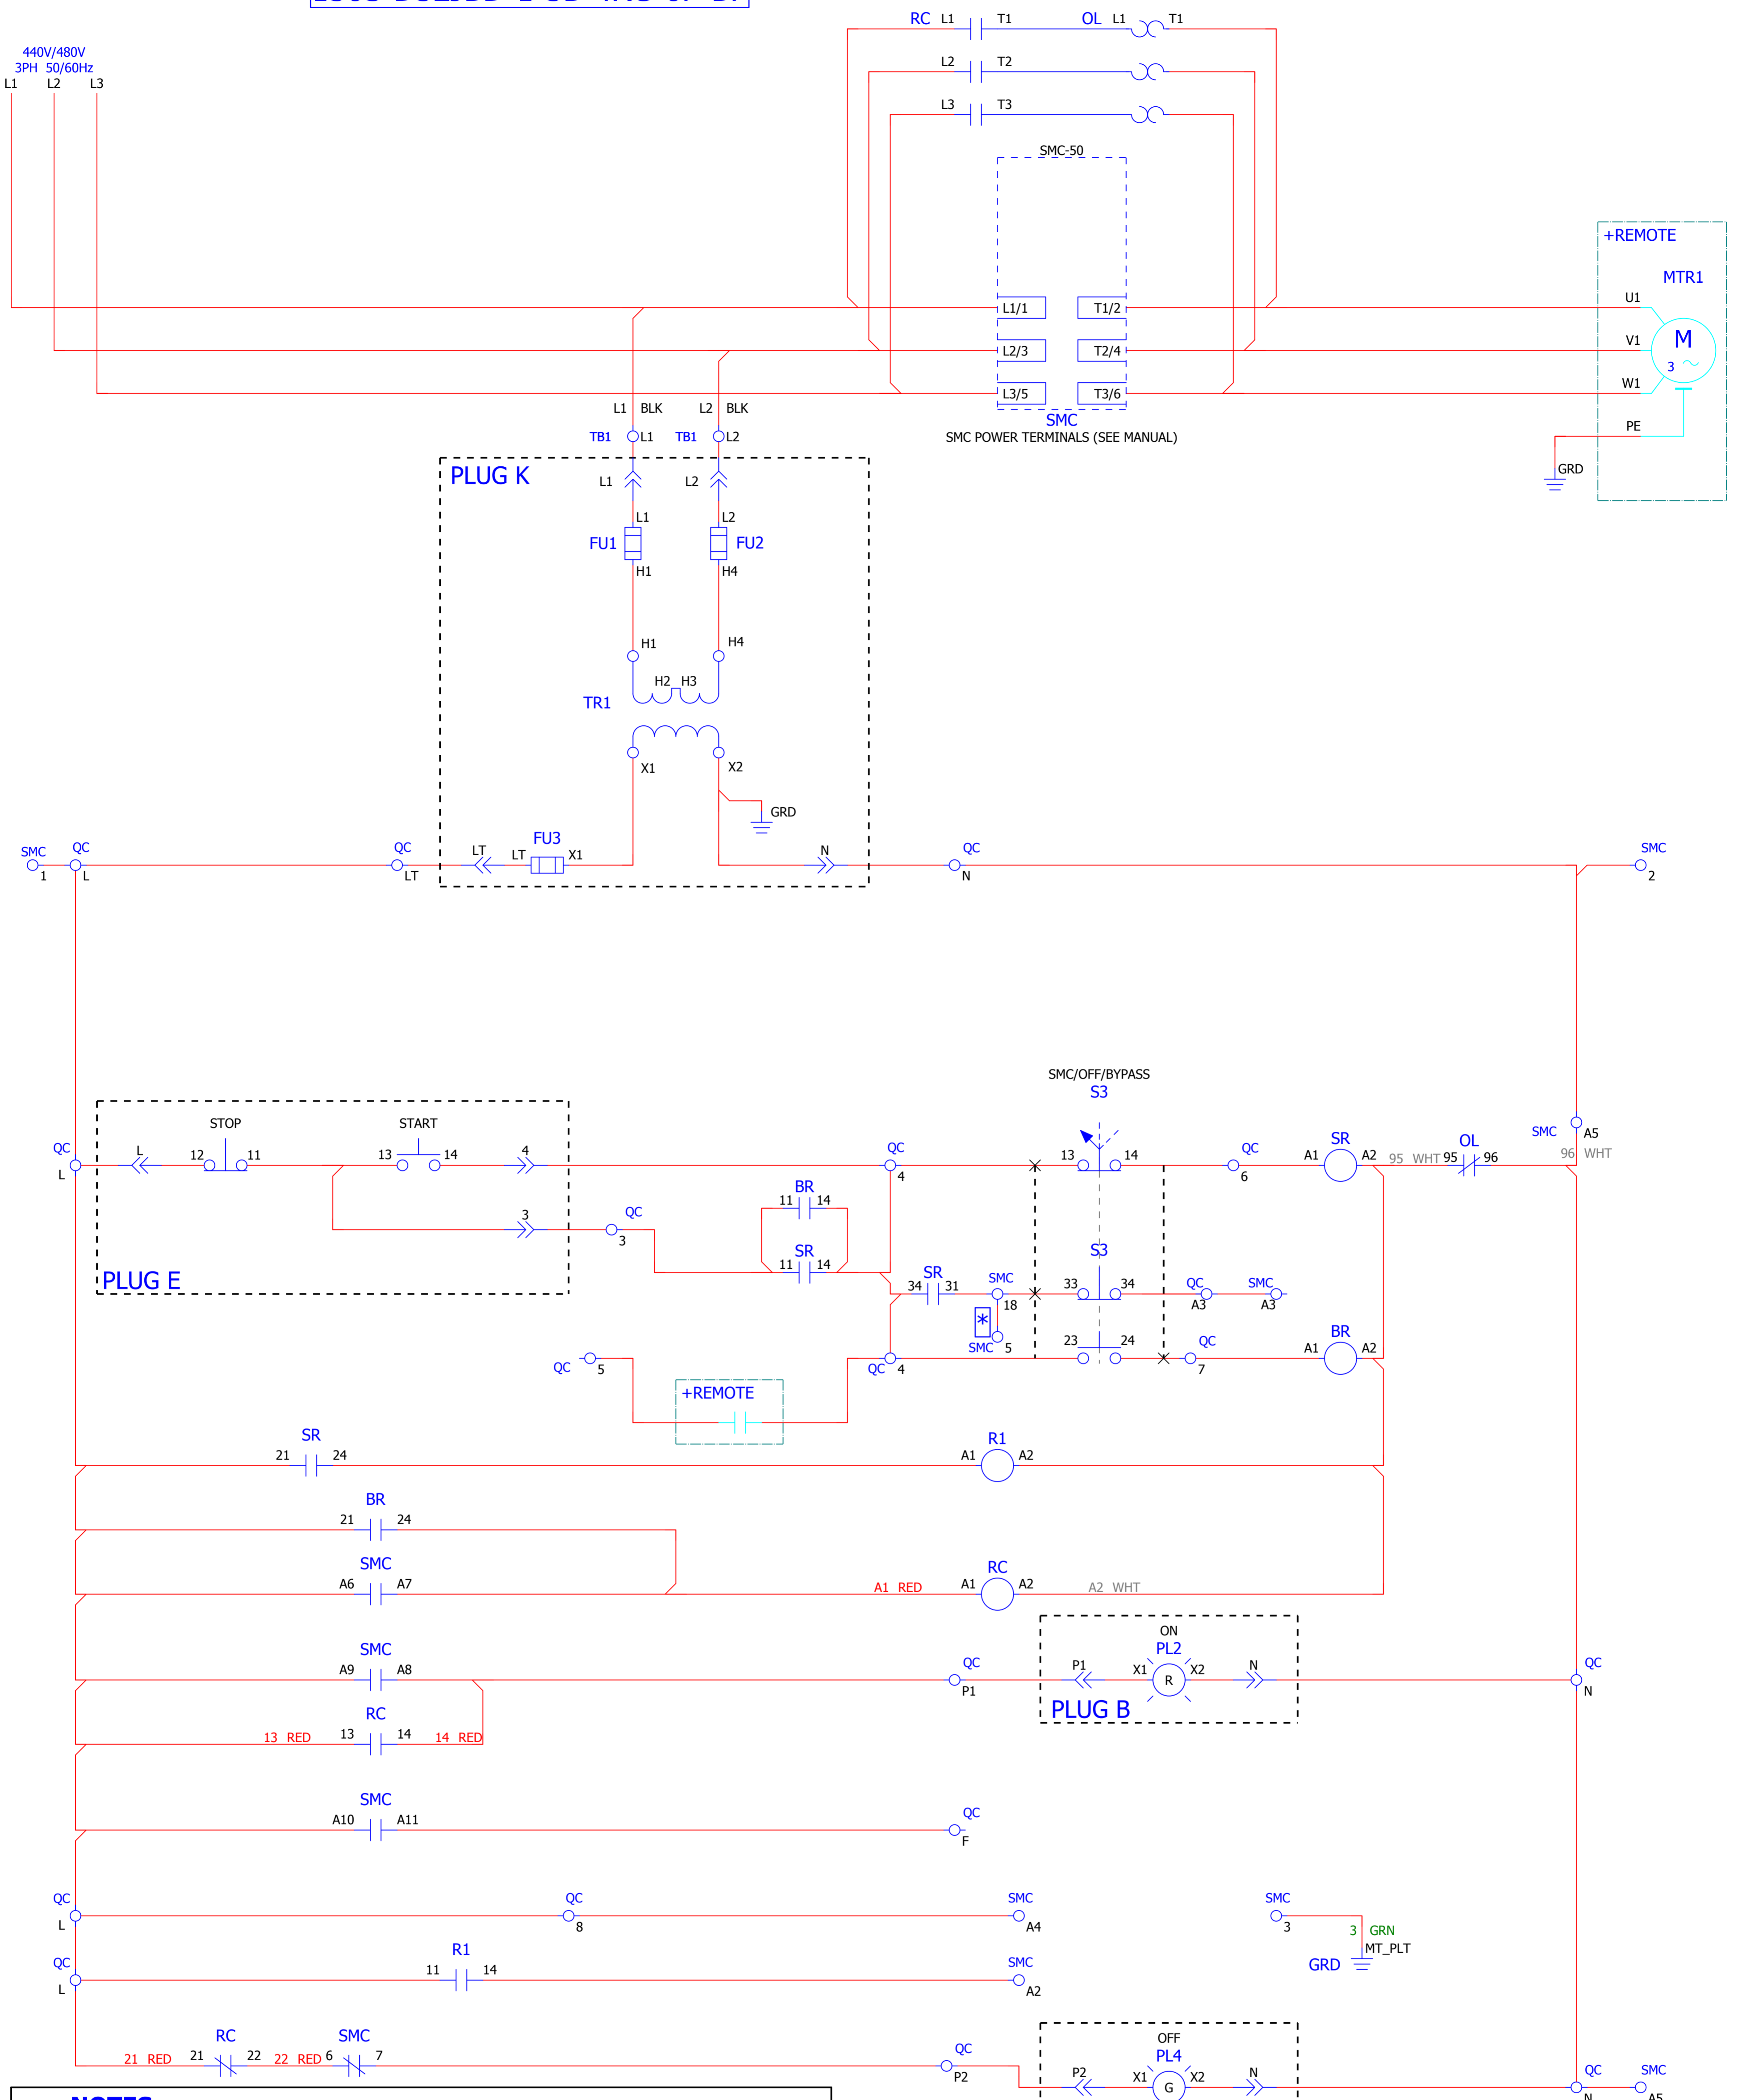 RC L1 T1 OL L1 T1
440V/480V
3PH 50/60Hz
L1 L2 L3
L2 T2
L3 T3
SMC-50
+REMOTE
MTR1
L1/1 T1/2 U1
L2/3 T2/4 V1 M
3
L3/5 T3/6 W1
L1 BLK L2 BLK
SMC
PE
TB1 L1 TB1 L2
SMC POWER TERMINALS (SEE MANUAL)
PLUG K
L1 L2
GRD
L1 L2
FU1 FU2
H1 H4
H1 H4
H2 H3
TR1
X1 X2
GRD
SMC QC QC LT LT FU3 X1 N QC SMC
1 L LT N 2
SMC/OFF/BYPASS
S3
STOP START
QC L 12 11 13 14 4 QC 13 14 QC SR SMC A5
L 4 6 A1 A2 95 WHT 95 OL 96 96 WHT
BR
11 14
3 QC
3
SR
11 14
S3
PLUG E
SR
34 31 SMC 33 34 QC SMC
18 A3 A3
*
SMC 5 23 24 QC BR
QC 5 QC 4 7 A1 A2
+REMOTE
SR R1
21 24 A1 A2
BR
21 24
SMC RC
A6 A7 A1 RED A1 A2 A2 WHT
ON
SMC PL2
A9 A8 QC P1 X1 R X2 N QC
P1 N
PLUG B
RC
13 RED 13 14 14 RED
SMC
A10 A11 QC
F
QC QC SMC SMC
L 8 A4 3
3 GRN
MT_PLT
GRD
QC R1 SMC
L 11 14 A2
OFF
RC SMC PL4
21 RED 21 22 22 RED 6 7 QC
P2 P2 X1 G X2 N QC SMC
N A5